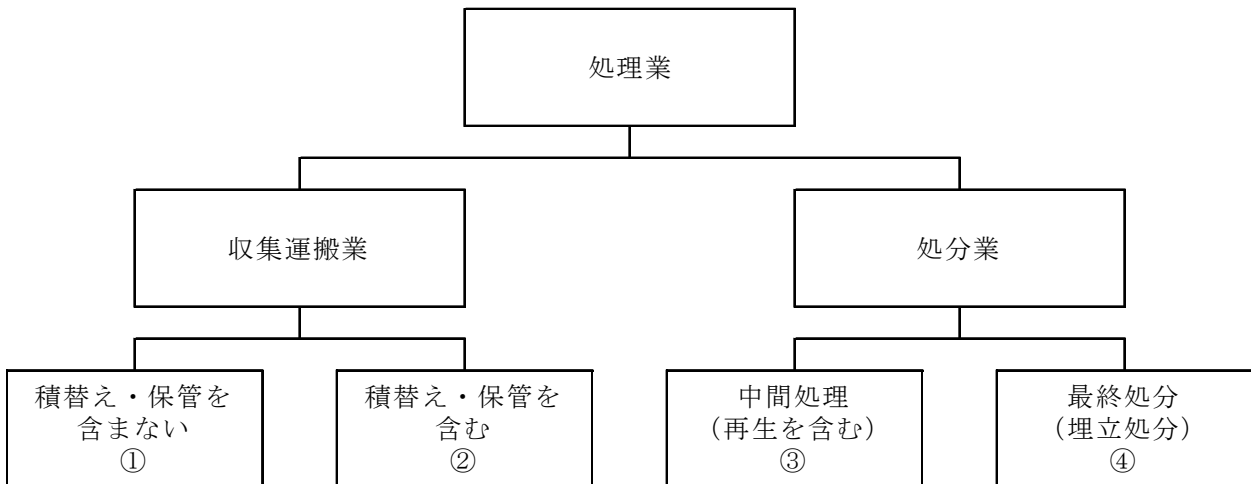 処理業
収集運搬業
処分業
積替え・保管を
含まない
①
積替え・保管を
含む
②
中間処理
（再生を含む）
③
最終処分
（埋立処分）
④